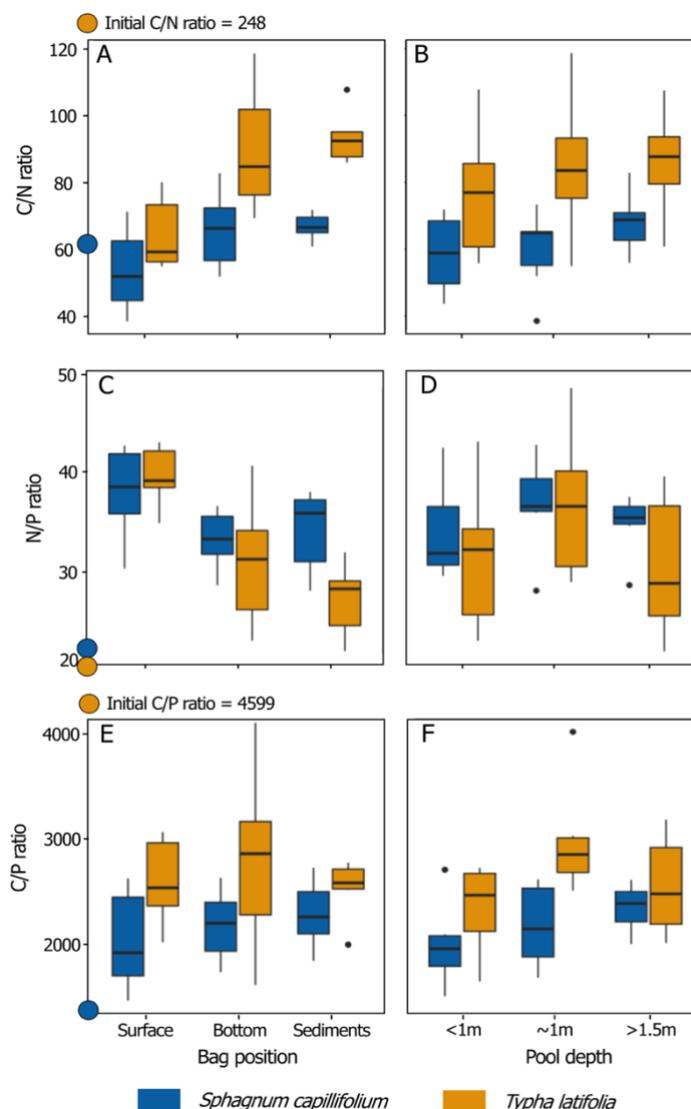 Initial C/N ratio = 248
A
B
C/N ratio
120
100
80
60
40
C
D
N/P ratio
50
40
30
20
Initial C/P ratio = 4599
E
F
C/P ratio
4000
3000
2000
Surface Bottom Sediments
<1m ~1m >1.5m
Bag position
Pool depth
Sphagnum capillifolium
Typha latifolia